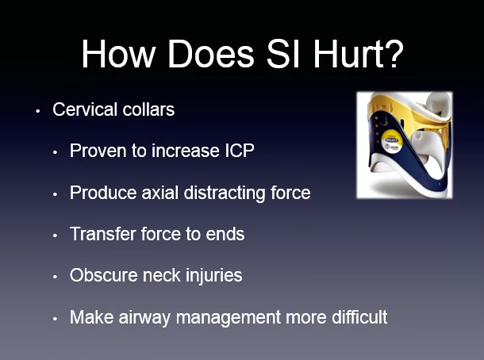 How Does SI Hurt?
Cervical collars
Proven to increase ICP
Produce axial distracting force
Transfer force to ends
Obscure neck injuries
Make airway management more difficult